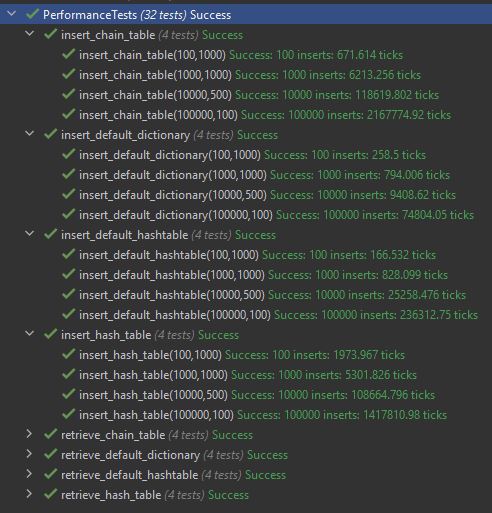 PerformanceTests (32 tests) Success
insert_chain_table (4 tests) Success
insert_chain_table(100,1000) Success: 100 inserts: 671.614 ticks
insert_chain_table(1000,1000) Success: 1000 inserts: 6213.256 ticks
insert_chain_table(10000,500) Success: 10000 inserts: 118619.802 ticks
insert_chain_table(100000,100) Success: 100000 inserts: 2167774.92 ticks
insert_default_dictionary (4 tests) Success
insert_default_dictionary(100,1000) Success: 100 inserts: 258.5 ticks
insert_default_dictionary(1000,1000) Success: 1000 inserts: 794.006 ticks
insert_default_dictionary(10000,500) Success: 10000 inserts: 9408.62 ticks
insert_default_dictionary(100000,100) Success: 100000 inserts: 74804.05 ticks
insert_default_hashtable (4 tests) Success
insert_default_hashtable(100,1000) Success: 100 inserts: 166.532 ticks
insert_default_hashtable(1000,1000) Success: 1000 inserts: 828.099 ticks
insert_default_hashtable(10000,500) Success: 10000 inserts: 25258.476 ticks
insert_default_hashtable(100000,100) Success: 100000 inserts: 236312.75 ticks
insert_hash_table (4 tests) Success
insert_hash_table(100,1000) Success: 100 inserts: 1973.967 ticks
insert_hash_table(1000,1000) Success: 1000 inserts: 5301.826 ticks
insert_hash_table(10000,500) Success: 10000 inserts: 108664.796 ticks
insert_hash_table(100000,100) Success: 100000 inserts: 1417810.98 ticks
retrieve_chain_table (4 tests) Success
retrieve_default_dictionary (4 tests) Success
retrieve_default_hashtable (4 tests) Success
retrieve_hash_table (4 tests) Success